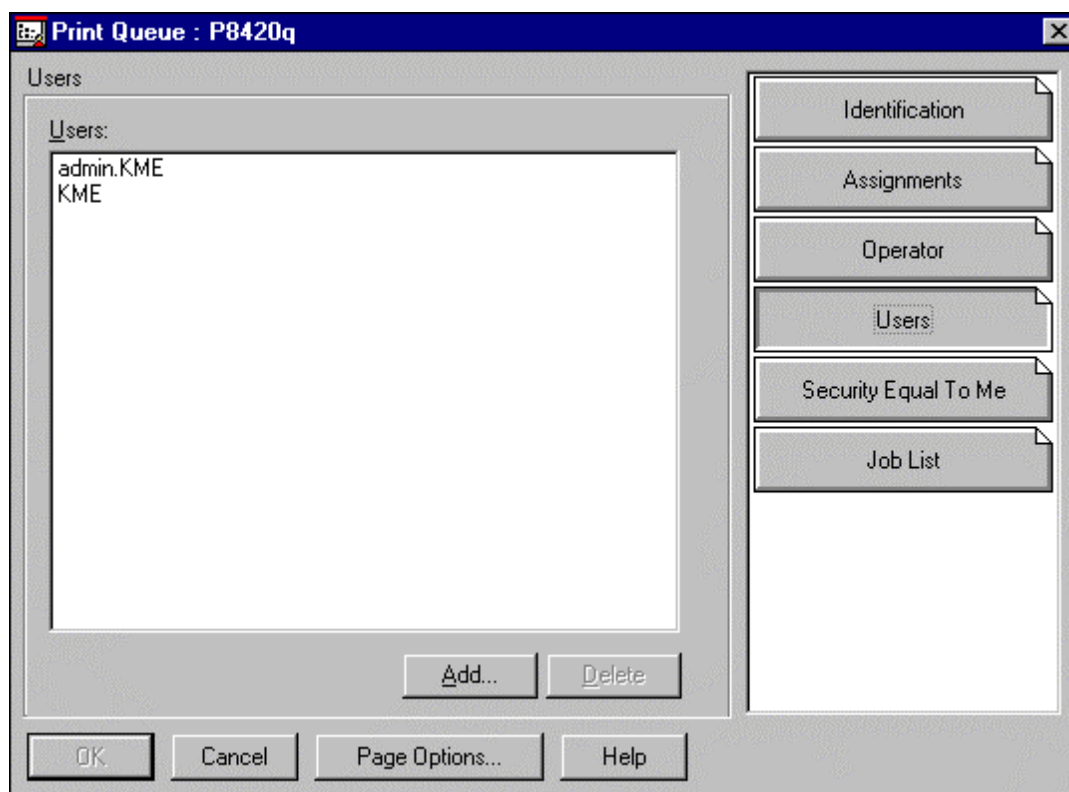 Print Queue : P8420q
Users
Users:
admin.KME
KME
Add...
Delete
OK
Cancel
Page Options...
Help
Identification
Assignments
Operator
Users
Security Equal To Me
Job List